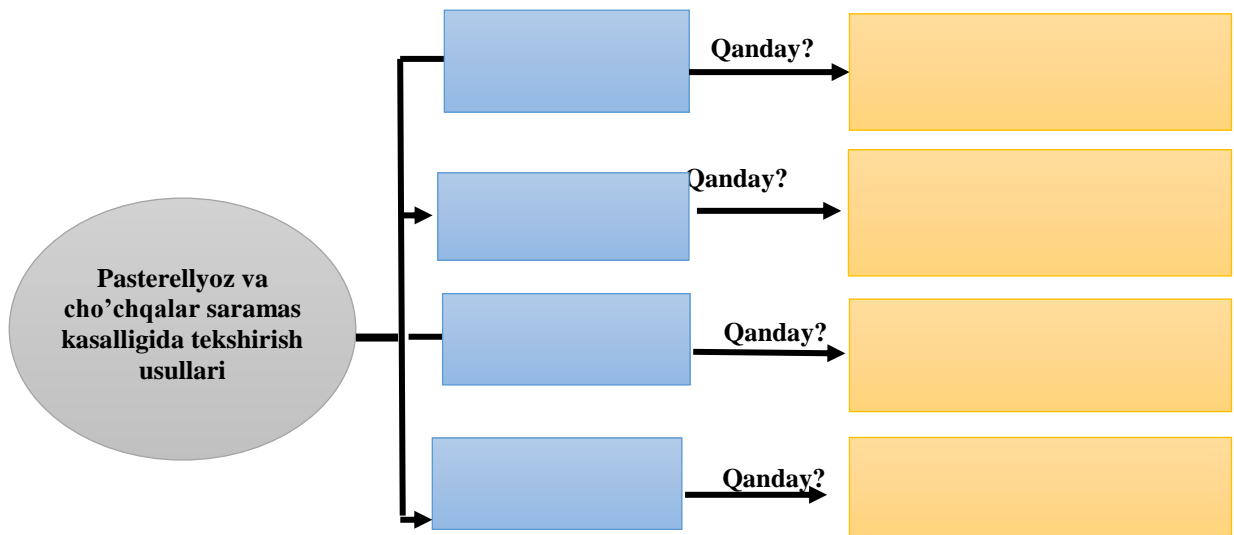 Qanday?
Qanday?
Pasterellyoz va
cho’chqalar saramas
kasalligida tekshirish
usullari
Qanday?
Qanday?